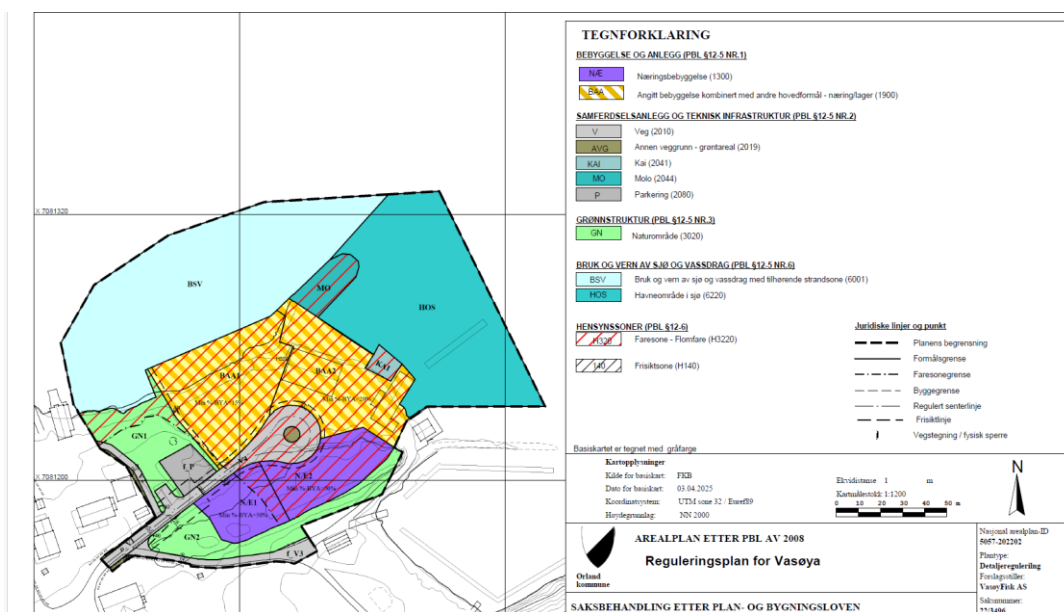 TEGNFORKLARING
BEBYGGELSE OG ANLEGG (PBL §12-5 NR.1)
NÆ Næringsbebyggelse (1300)
BAA Angitt bebyggelse kombinert med andre hovedformål - næring/lager (1900)
SAMFERDSELSANLEGG OG TEKNISK INFRASTRUKTUR (PBL §12-5 NR.2)
V Veg (2010)
AVG Annen veggrunn - grøntareal (2019)
KAI Kai (2041)
MO Molo (2044)
P Parkering (2080)
GRØNNSTRUKTUR (PBL §12-5 NR.3)
GN Naturområde (3020)
BRUK OG VERN AV SJØ OG VASSDRAG (PBL §12-5 NR.6)
BSV Bruk og vern av sjø og vassdrag med tilhørende strandsone (6001)
HOS Havneområde i sjø (6220)
HENSYNSSONER (PBL §12-6)
H320 Faresone - Flomfare (H3220)
140 Frisiktsone (H140)
Juridiske linjer og punkt
Planens begrensning
Formålsgrense
Faresonegrense
Byggegrense
Regulert senterlinje
Frisiktlinje
Vegstegning / fysisk sperre
X 7081320
BSV
MO
HOS
KAI
BAA1
BAA2
GN1
f_P
NÆ2
NÆ1
GN2
f_V3
X 7081200
Basiskartet er tegnet med gråfarge
Kartopplysninger
Kilde for basiskart: FKB
Dato for basiskart: 03.04.2025
Koordinatsystem: UTM sone 32 / Euref89
Høydegrunnlag: NN 2000
Ekvidistanse 1 m
Kartmålestokk 1:1200
0 10 20 30 40 50 m
N
Ørland
kommune
AREALPLAN ETTER PBL AV 2008
Reguleringsplan for Vasøya
Nasjonal arealplan-ID
5057-202202
Plantype:
Detaljregulering
Forslagsstiller:
VasøyFisk AS
Saksnummer:
22/3496
SAKSBEHANDLING ETTER PLAN- OG BYGNINGSLOVEN